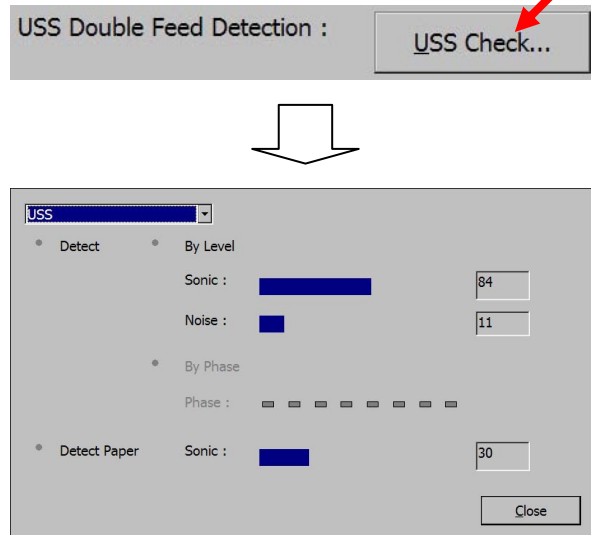 USS Double Feed Detection :
USS Check...
USS
Detect
By Level
Sonic :
84
Noise :
11
By Phase
Phase :
Detect Paper
Sonic :
30
Close